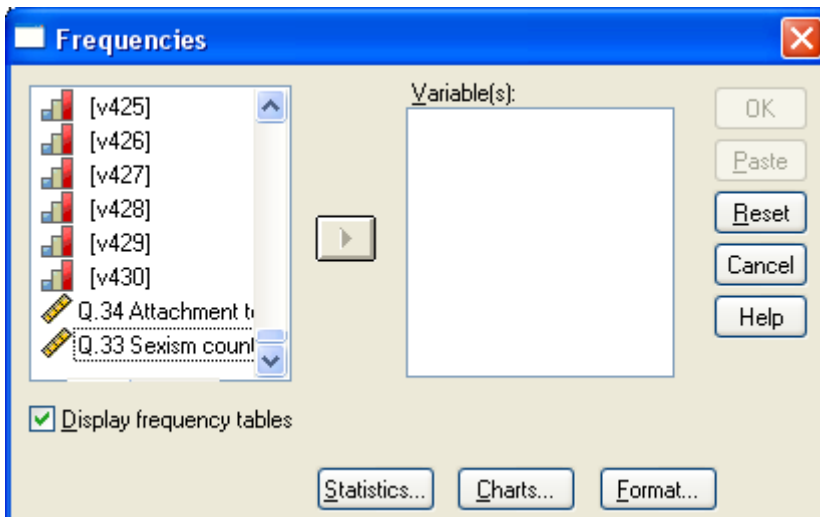 Frequencies
[v425]
[v426]
[v427]
[v428]
[v429]
[v430]
Q.34 Attachment
Q.33 Sexism
Variable(s):
OK
Paste
Reset
Cancel
Help
Display frequency tables
Statistics...
Charts...
Format...